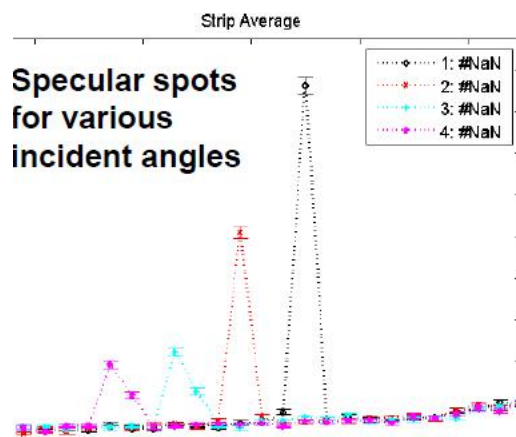 Strip Average
Specular spots
for various
incident angles
1: #NaN
2: #NaN
3: #NaN
4: #NaN